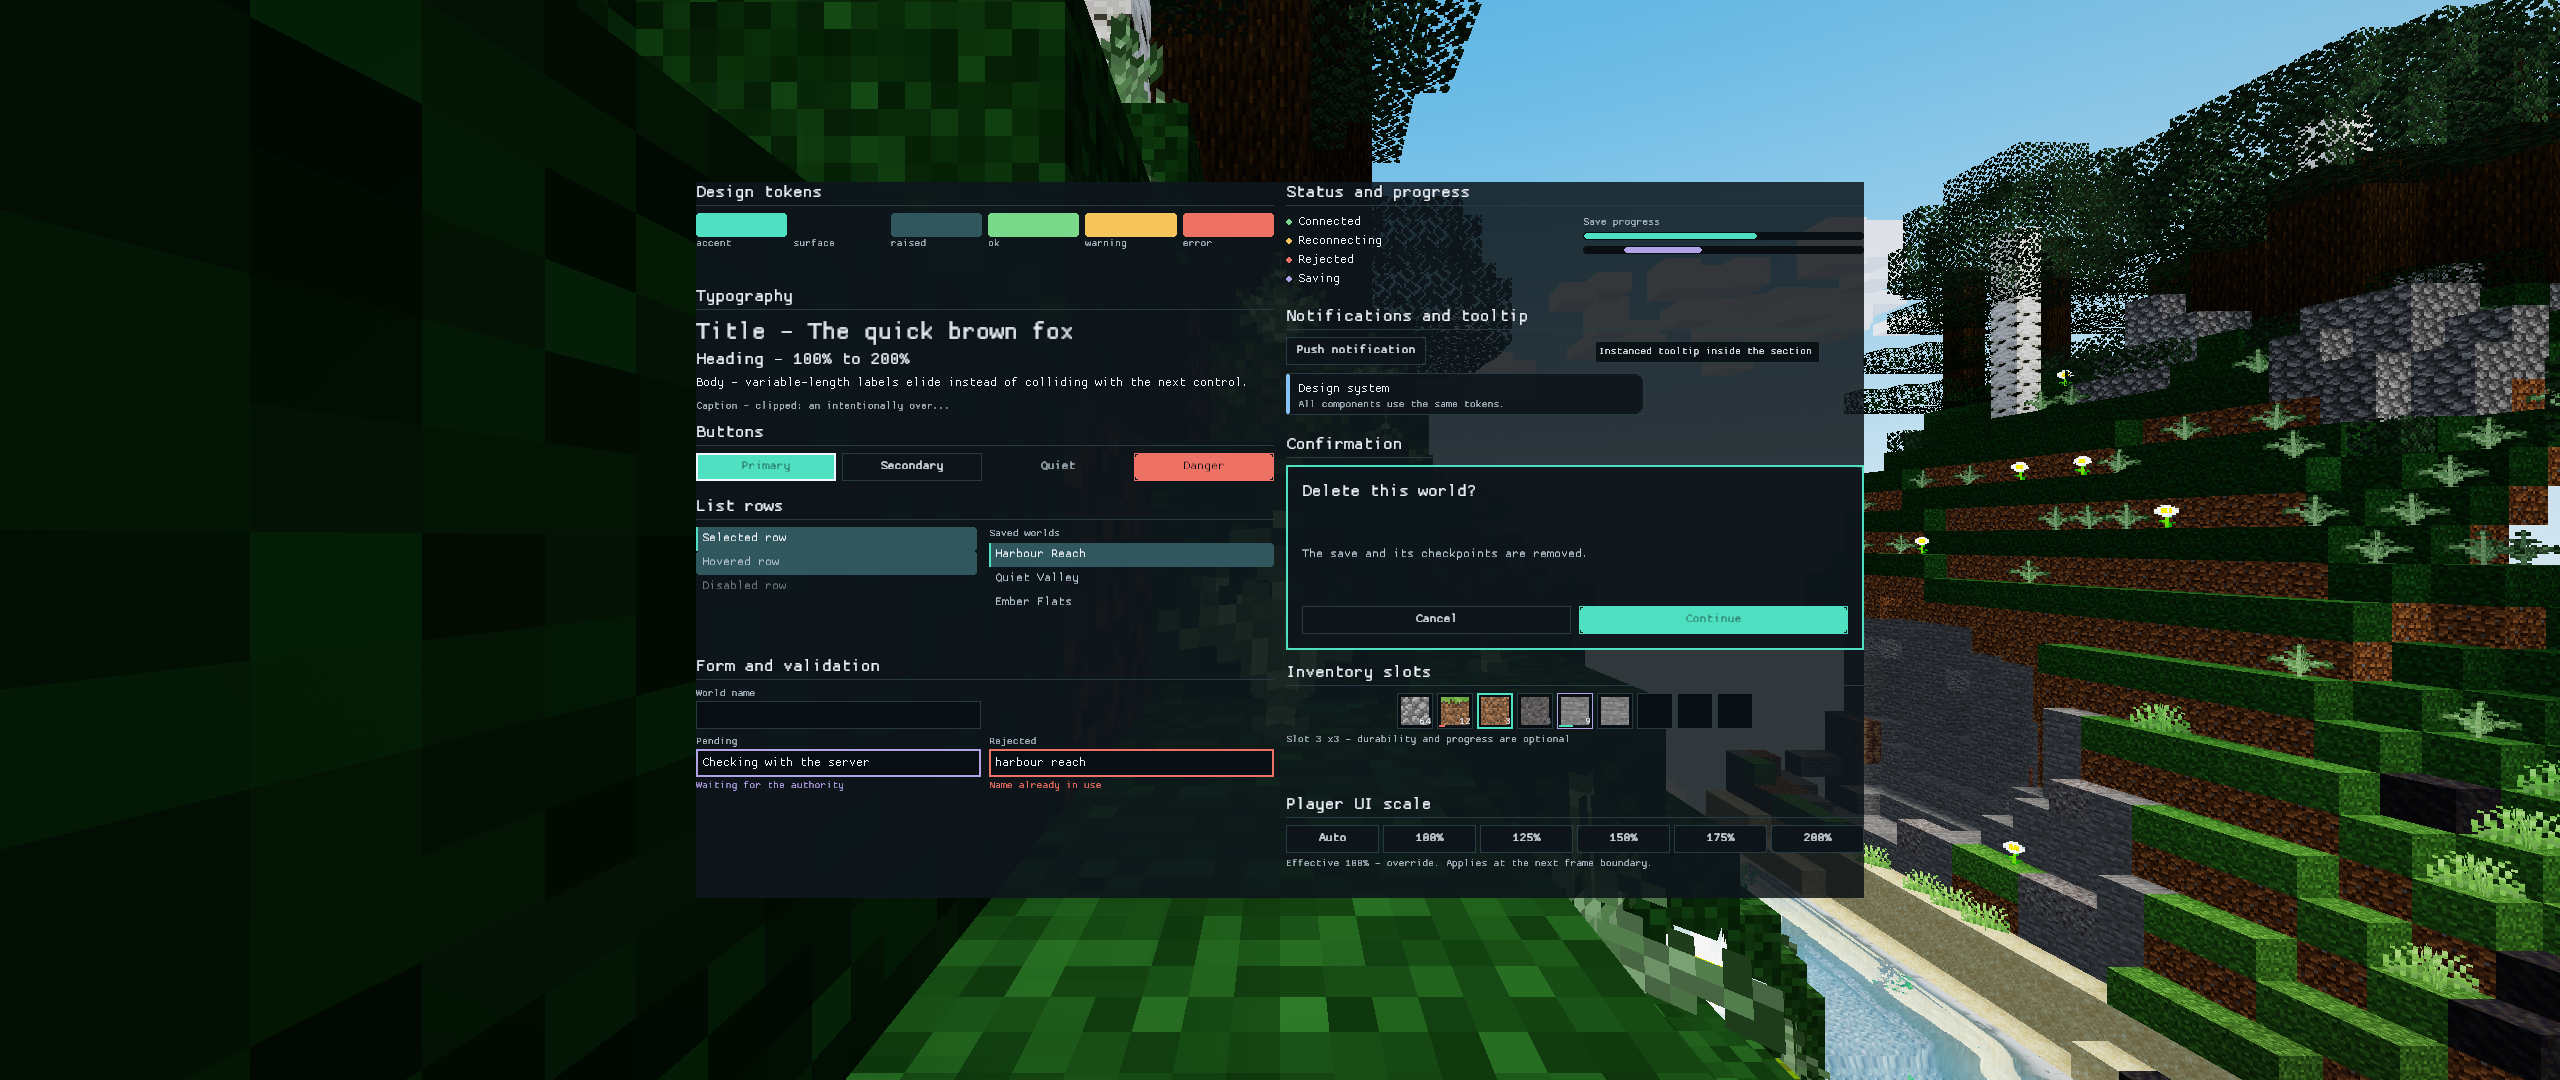 Design tokens
accent
surface
raised
ok
warning
error
Typography
Title - The quick brown fox
Heading - 100% to 200%
Body - variable-length labels elide instead of colliding with the next control.
Caption - clipped: an intentionally over...
Buttons
Primary
Secondary
Quiet
Danger
List rows
Selected row
Hovered row
Disabled row
Saved worlds
Harbour Reach
Quiet Valley
Ember Flats
Form and validation
World name
Pending
Rejected
Checking with the server
harbour reach
Waiting for the authority
Name already in use
Status and progress
Connected
Reconnecting
Rejected
Saving
Save progress
Notifications and tooltip
Push notification
Instanced tooltip inside the section
Design system
All components use the same tokens.
Confirmation
Delete this world?
The save and its checkpoints are removed.
Cancel
Continue
Inventory slots
64
12
3
9
Slot 3 x3 - durability and progress are optional
Player UI scale
Auto
100%
125%
150%
175%
200%
Effective 100% - override. Applies at the next frame boundary.